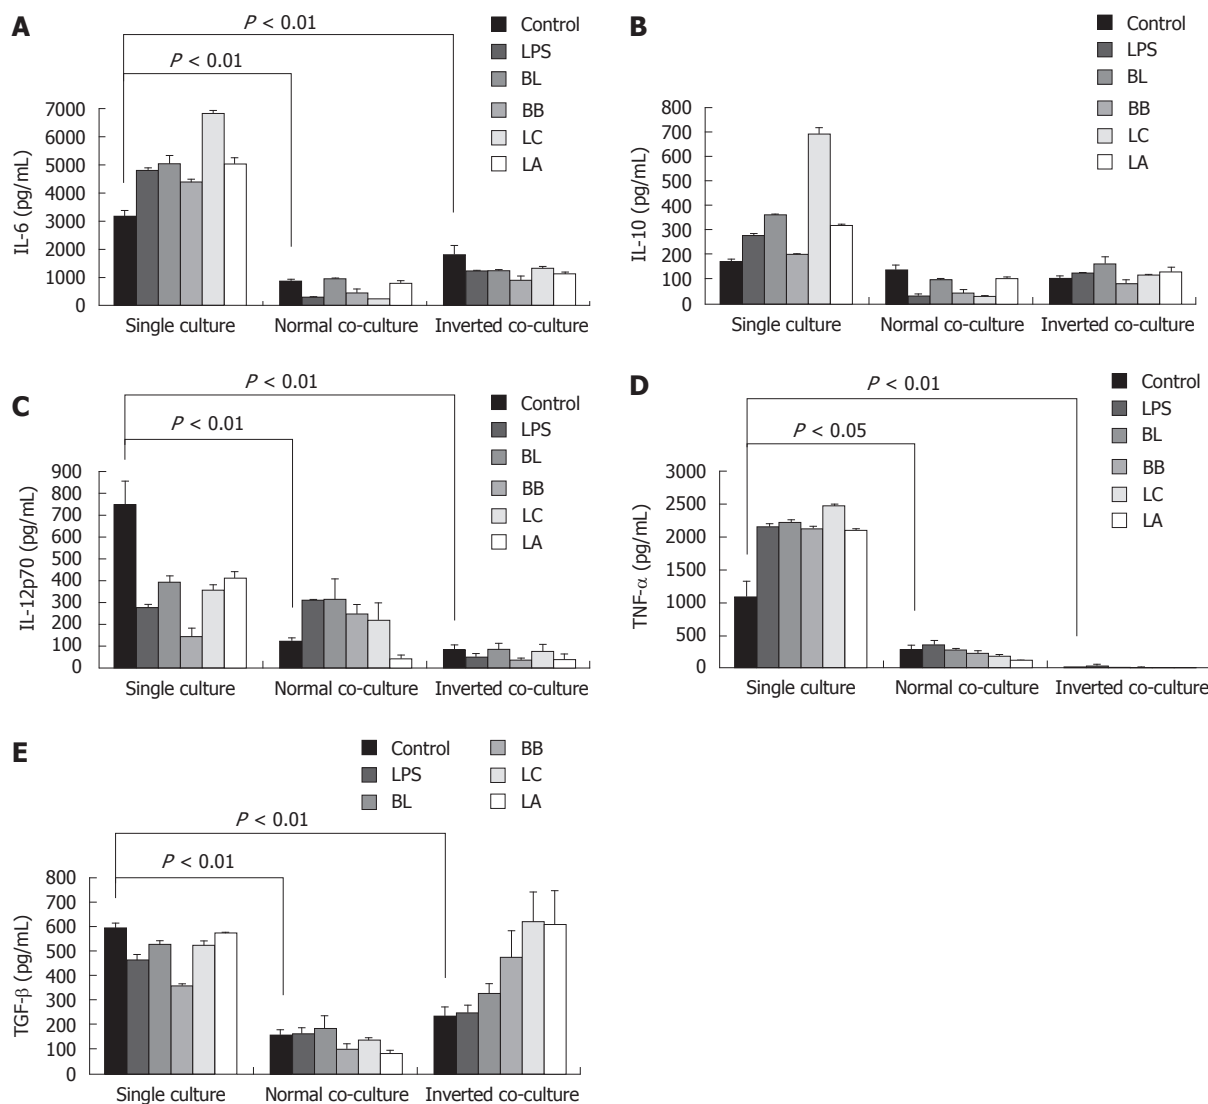 A
P < 0.01
P < 0.01
Control
LPS
BL
BB
LC
LA
IL-6 (pg/mL)
7000
6000
5000
4000
3000
2000
1000
0
Single culture Normal co-culture Inverted co-culture
B
Control
LPS
BL
BB
LC
LA
IL-10 (pg/mL)
800
700
600
500
400
300
200
100
0
Single culture Normal co-culture Inverted co-culture
C
P < 0.01
P < 0.01
Control
LPS
BL
BB
LC
LA
IL-12p70 (pg/mL)
900
800
700
600
500
400
300
200
100
0
Single culture Normal co-culture Inverted co-culture
D
P < 0.01
P < 0.05
Control
LPS
BL
BB
LC
LA
TNF-α (pg/mL)
3000
2500
2000
1500
1000
500
0
Single culture Normal co-culture Inverted co-culture
E
Control
LPS
BL
BB
LC
LA
P < 0.01
P < 0.01
TGF-β (pg/mL)
800
700
600
500
400
300
200
100
0
Single culture Normal co-culture Inverted co-culture